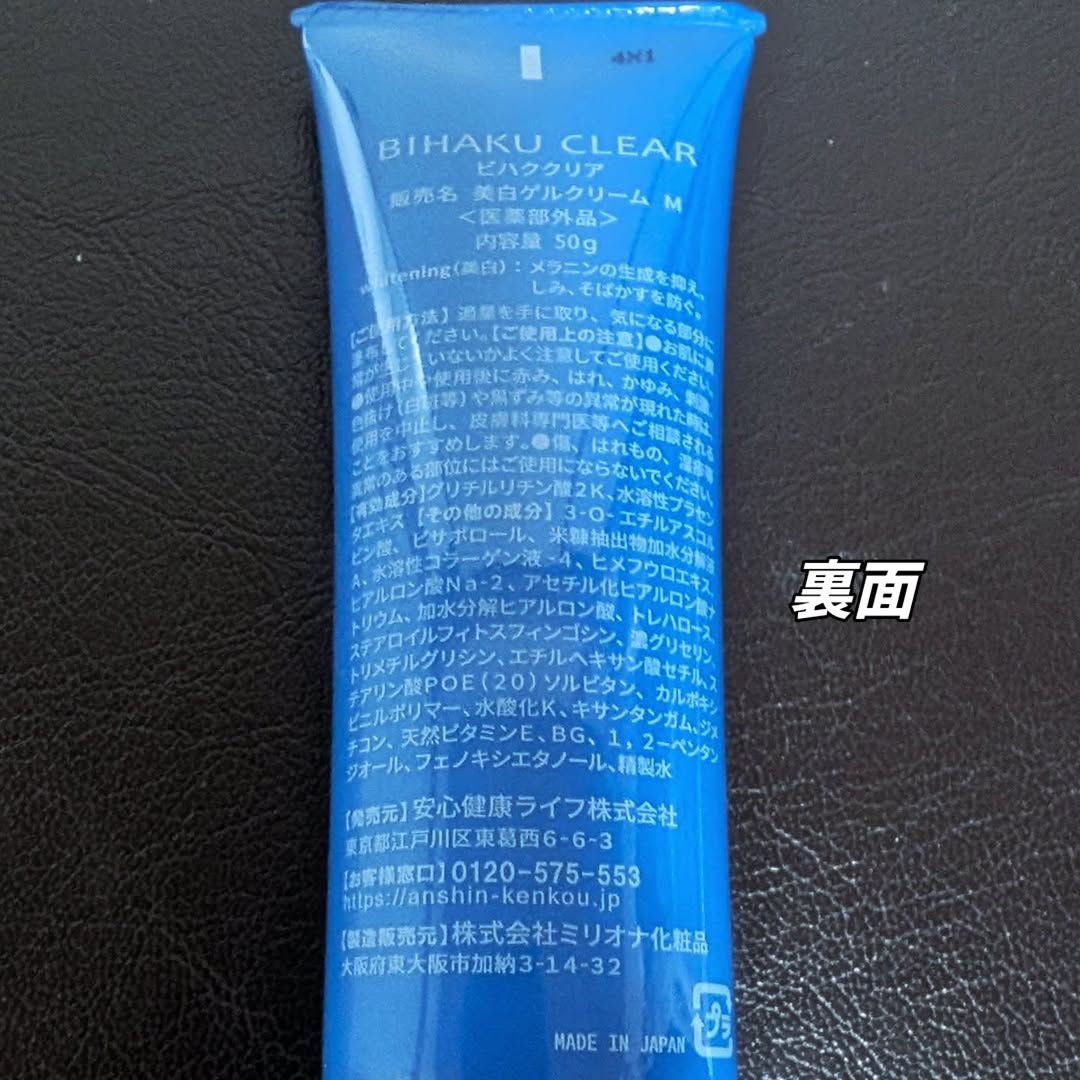 4X1
BIHAKU CLEAR
ビハククリア
販売名 美白ゲルクリーム M
＜医薬部外品＞
内容量 50g
whitening(美白)：メラニンの生成を抑え、
しみ、そばかすを防ぐ。
【ご使用方法】適量を手に取り、気になる部分に
塗布してください。【ご使用上の注意】●お肌に異
常が生じていないかよく注意してご使用ください。
●使用中や使用後に赤み、はれ、かゆみ、刺激、
色抜け(白斑等)や黒ずみ等の異常が現れた時は、
使用を中止し、皮膚科専門医等へご相談される
ことをおすすめします。●傷、はれもの、湿疹等
異常のある部位にはご使用にならないでください。
【有効成分】グリチルリチン酸2K、水溶性プラセン
タエキス【その他の成分】3-O-エチルアスコル
ビン酸、ビサボロール、米糠抽出物加水分解液
A、水溶性コラーゲン液-4、ヒメフウロエキス、
ヒアルロン酸Na-2、アセチル化ヒアルロン酸ナ
トリウム、加水分解ヒアルロン酸、トレハロース、
ステアロイルフィトスフィンゴシン、濃グリセリン、
トリメチルグリシン、エチルヘキサン酸セチル、ス
テアリン酸POE(20)ソルビタン、カルボキシ
ビニルポリマー、水酸化K、キサンタンガム、ジメ
チコン、天然ビタミンE、BG、1，2-ペンタン
ジオール、フェノキシエタノール、精製水
【発売元】安心健康ライフ株式会社
東京都江戸川区東葛西6-6-3
【お客様窓口】0120-575-553
https://anshin-kenkou.jp
【製造販売元】株式会社ミリオナ化粧品
大阪府東大阪市加納3-14-32
プラ
MADE IN JAPAN
裏面